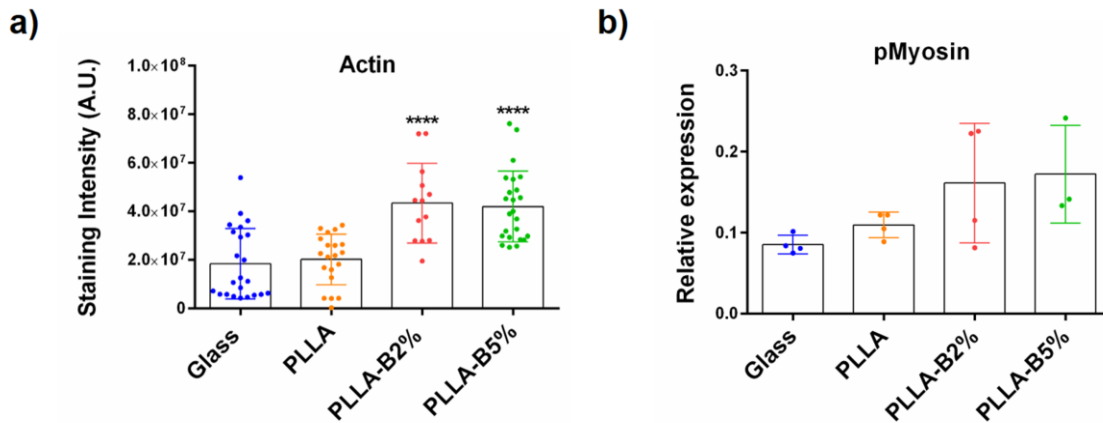 a)
Actin
Staining Intensity (A.U.)
1.0×10⁸
8.0×10⁷
6.0×10⁷
4.0×10⁷
2.0×10⁷
0
****
****
Glass
PLLA
PLLA-B2%
PLLA-B5%
b)
pMyosin
Relative expression
0.3
0.2
0.1
0.0
Glass
PLLA
PLLA-B2%
PLLA-B5%